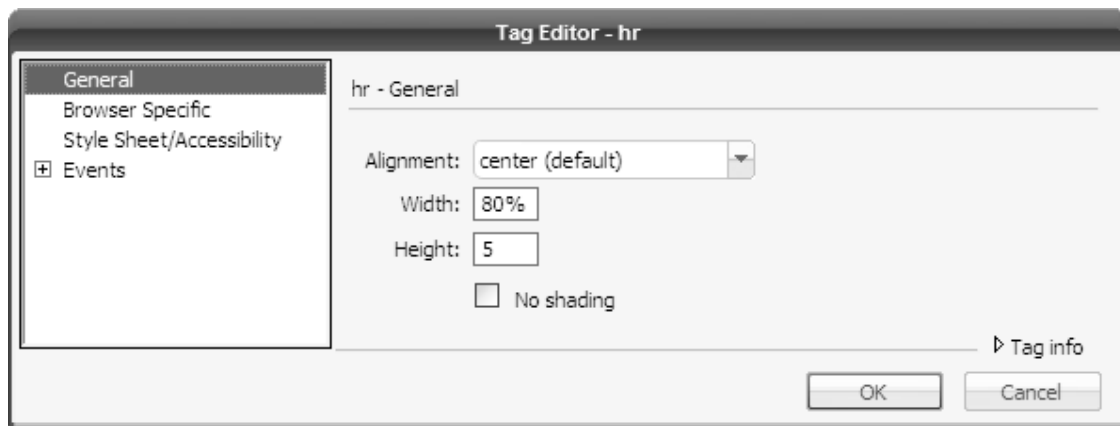 Tag Editor - hr
General
Browser Specific
Style Sheet/Accessibility
Events
hr - General
Alignment: center (default)
Width: 80%
Height: 5
No shading
Tag info
OK Cancel